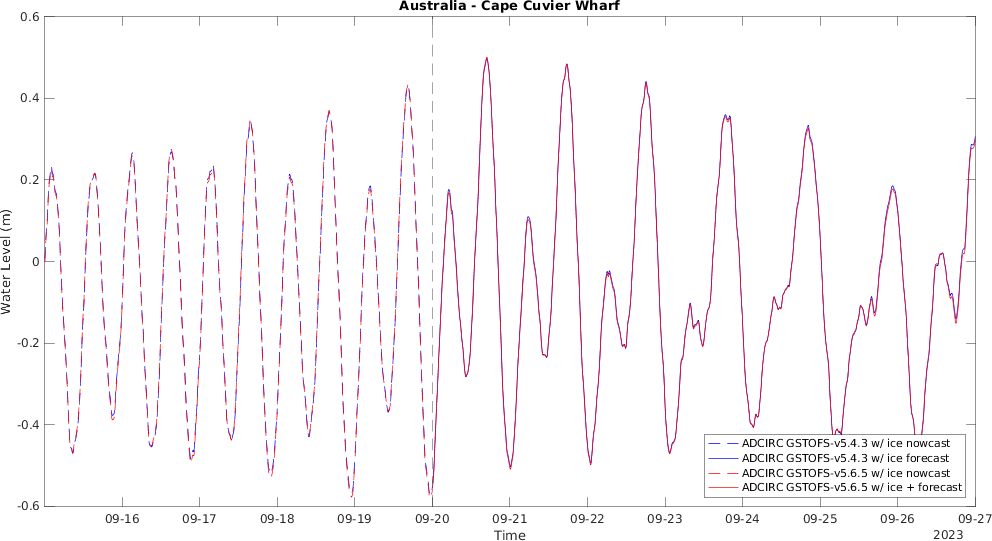 Australia - Cape Cuvier Wharf
0.6
0.4
0.2
0
-0.2
-0.4
-0.6
Water Level (m)
ADCIRC GSTOFS-v5.4.3 w/ ice nowcast
ADCIRC GSTOFS-v5.4.3 w/ ice forecast
ADCIRC GSTOFS-v5.6.5 w/ ice nowcast
ADCIRC GSTOFS-v5.6.5 w/ ice + forecast
09-16 09-17 09-18 09-19 09-20 09-21 09-22 09-23 09-24 09-25 09-26 09-27
Time
2023